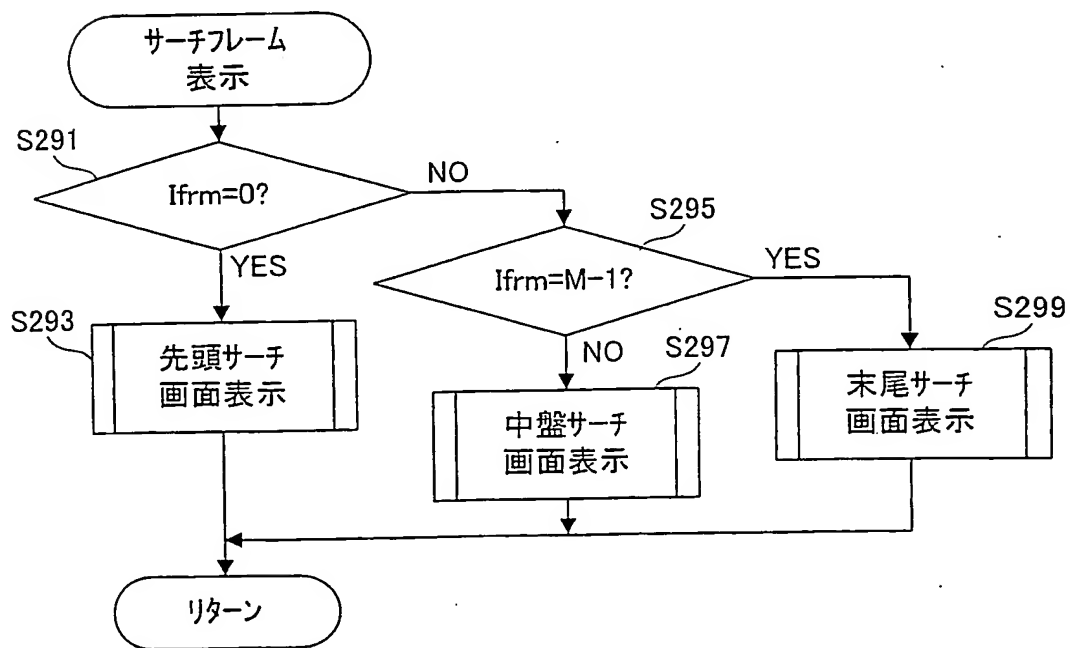 サーチフレーム
表示
S291
Ifrm=0?
NO
YES
S295
Ifrm=M-1?
YES
NO
S293
先頭サーチ
画面表示
S297
中盤サーチ
画面表示
S299
末尾サーチ
画面表示
リターン